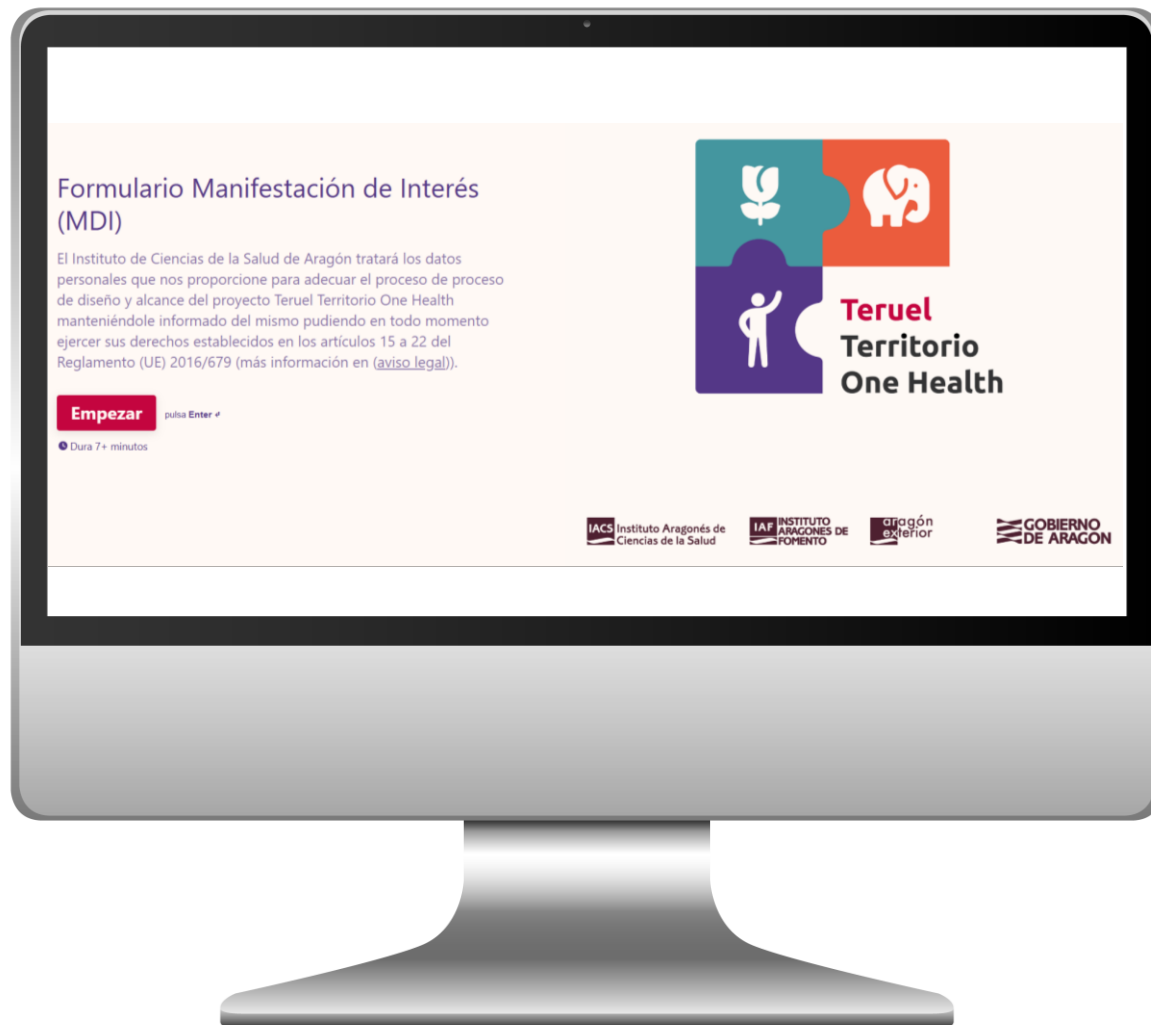 Formulario Manifestación de Interés
(MDI)
El Instituto de Ciencias de la Salud de Aragón tratará los datos
personales que nos proporcione para adecuar el proceso de proceso
de diseño y alcance del proyecto Teruel Territorio One Health
manteniéndole informado del mismo pudiendo en todo momento
ejercer sus derechos establecidos en los artículos 15 a 22 del
Reglamento (UE) 2016/679 (más información en (aviso legal)).
Empezar
pulsa Enter
Dura 7+ minutos
Teruel
Territorio
One Health
IACS Instituto Aragonés de
Ciencias de la Salud
IAF INSTITUTO
ARAGONES DE
FOMENTO
aragón
exterior
GOBIERNO
DE ARAGON